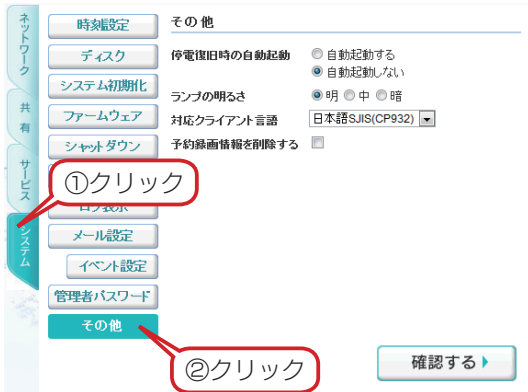 ネットワーク
共有
サービス
システム
時刻設定
ディスク
システム初期化
ファームウェア
シャットダウン
ログ表示
メール設定
イベント設定
管理者パスワード
その他
その他
停電復旧時の自動起動
自動起動する
自動起動しない
ランプの明るさ
明 中 暗
対応クライアント言語
日本語SJIS(CP932)
予約録画情報を削除する
①クリック
②クリック
確認する